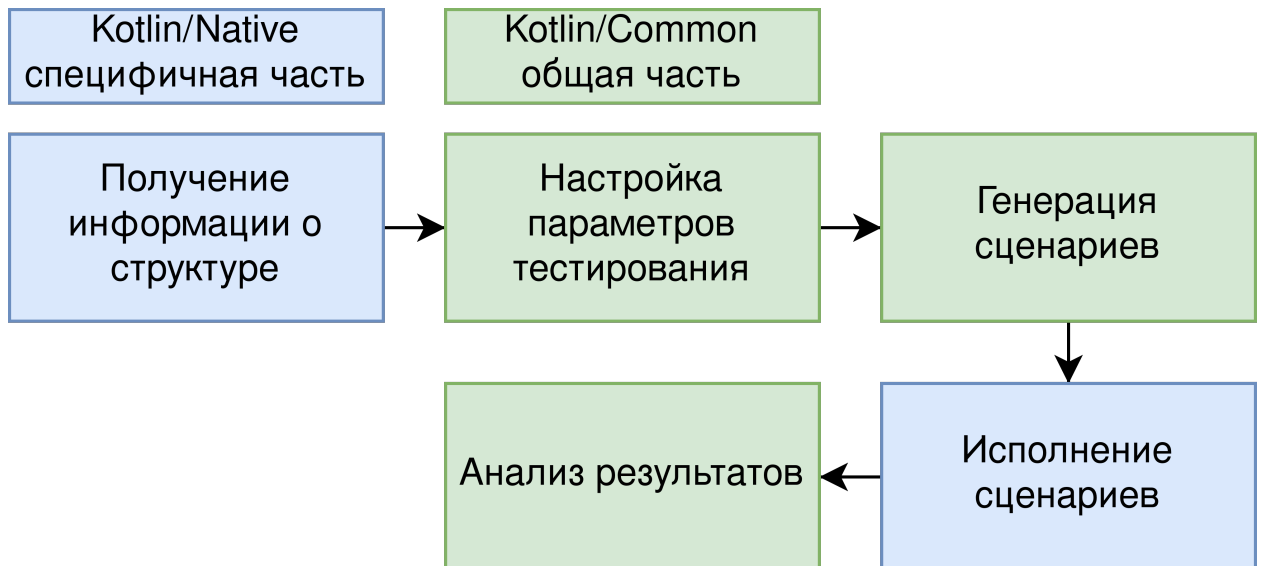 Kotlin/Native
специфичная часть
Kotlin/Common
общая часть
Получение
информации о
структуре
Настройка
параметров
тестирования
Генерация
сценариев
Анализ результатов
Исполнение
сценариев